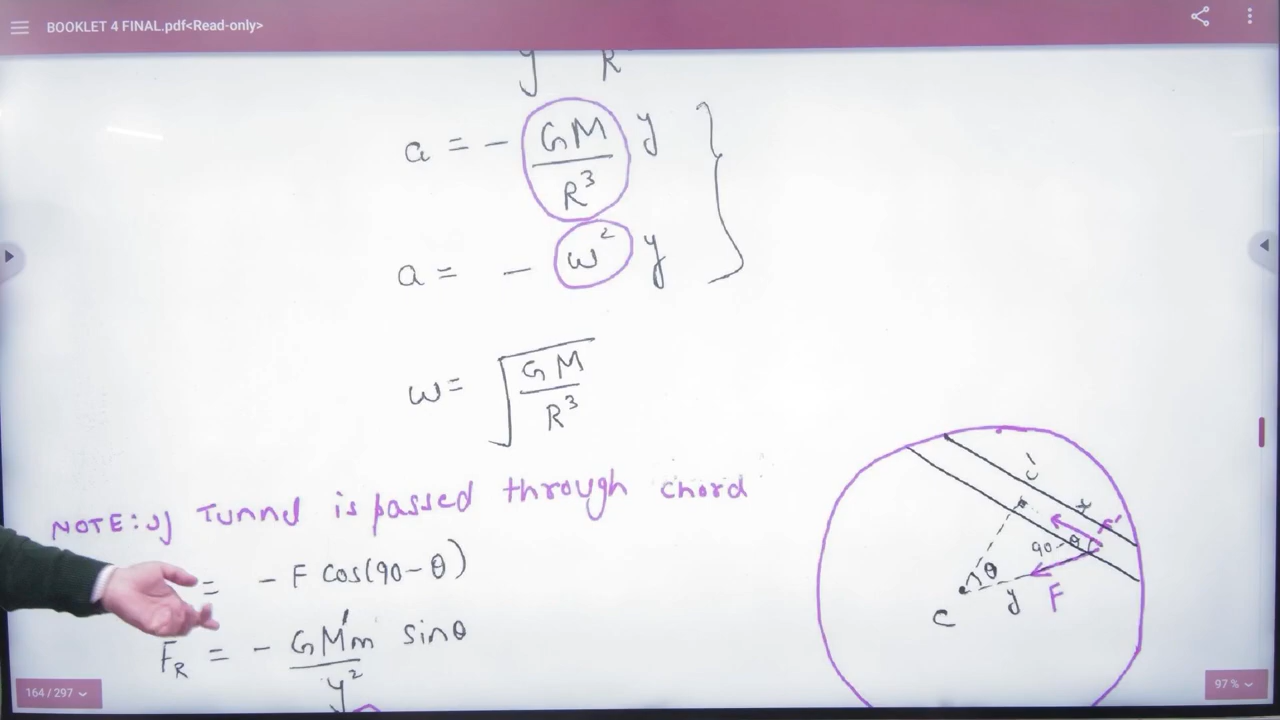 BOOKLET 4 FINAL.pdf<Read-only>
y R
a = - GM/R³ y
a = - ω² y
ω = √(GM/R³)
NOTE: If Tunnel is passed through chord
= - F cos(90-θ)
F_R = - GM'm/y² sinθ
C'
x
F'
90-θ
θ
y
F
C
164 / 297
97%